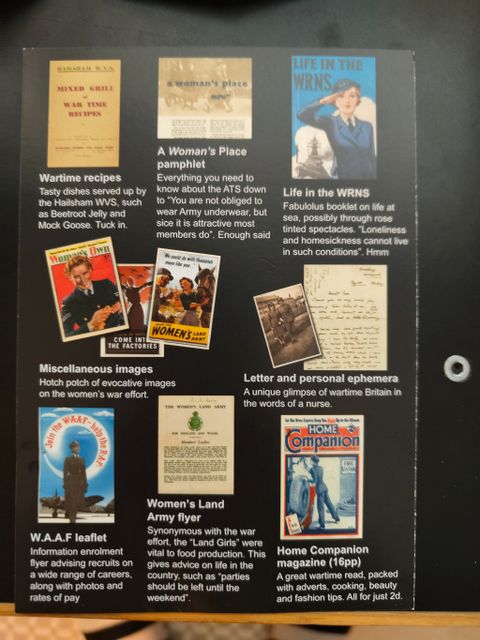 HAILSHAM W.V.S.
MIXED GRILL
of
WAR TIME
RECIPES
a woman's place
LIFE IN THE
WRNS
Wartime recipes
Tasty dishes served up by
the Hailsham WVS, such
as Beetroot Jelly and
Mock Goose. Tuck in.
A Woman's Place
pamphlet
Everything you need to
know about the ATS down
to "You are not obliged to
wear Army underwear, but
sice it is attractive most
members do". Enough said
Life in the WRNS
Fabulolus booklet on life at
sea, possibly through rose
tinted spectacles. "Loneliness
and homesickness cannot live
in such conditions". Hmm
Woman's Own
COME INTO
THE FACTORIES
We could do with thousands
more like you...
WOMEN'S LAND
ARMY
Miscellaneous images
Hotch potch of evocative images
on the women's war effort.
Letter and personal ephemera
A unique glimpse of wartime Britain in
the words of a nurse.
Join the W.A.A.F - help the R.A.F.
W.A.A.F leaflet
Information enrolment
flyer advising recruits on
a wide range of careers,
along with photos and
rates of pay
THE WOMEN'S LAND ARMY
Women's Land
Army flyer
Synonymous with the war
effort, the "Land Girls" were
vital to food production. This
gives advice on life in the
country, such as "parties
should be left until the
weekend".
HOME
Companion
Home Companion
magazine (16pp)
A great wartime read, packed
with adverts, cooking, beauty
and fashion tips. All for just 2d.